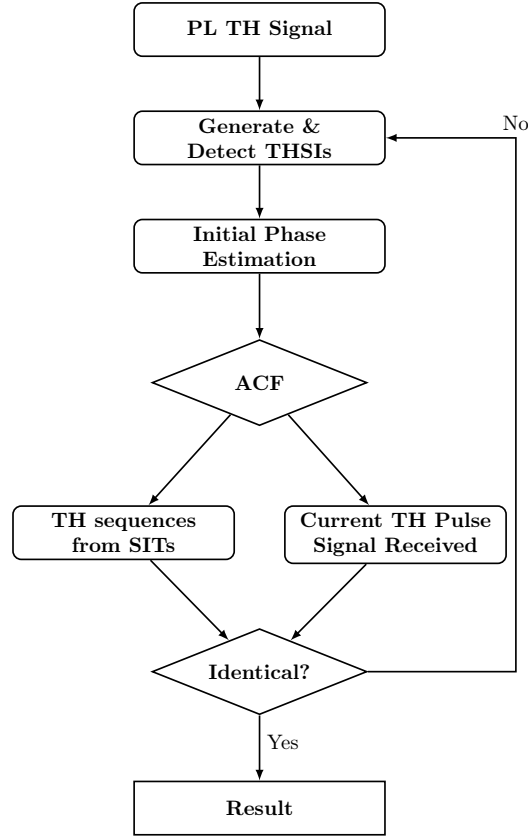 PL TH Signal
Generate &
Detect THSIs
No
Initial Phase
Estimation
ACF
TH sequences
from SITs
Current TH Pulse
Signal Received
Identical?
Yes
Result